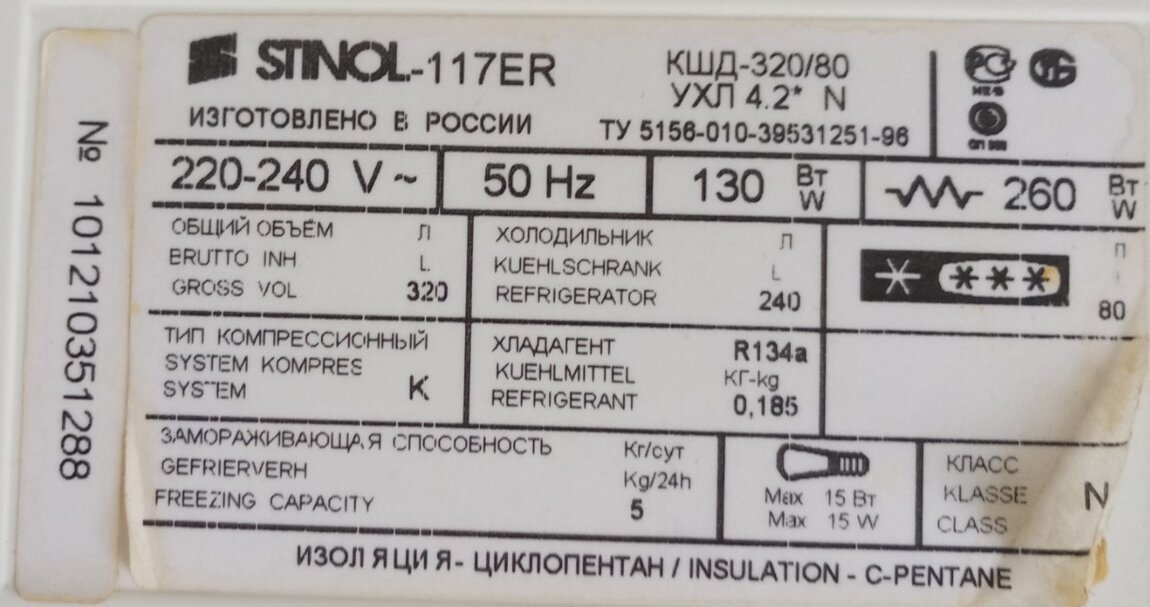 № 101210351288
STINOL-117ER
ИЗГОТОВЛЕНО В РОССИИ
КШД-320/80
УХЛ 4.2* N
ТУ 5156-010-39531251-96
220-240 V ~
50 Hz
130 Вт W
260 Вт W
ОБЩИЙ ОБЪЁМ Л
BRUTTO INH L
GROSS VOL 320
ХОЛОДИЛЬНИК Л
KUEHLSCHRANK L
REFRIGERATOR 240
Л
80
ТИП КОМПРЕССИОННЫЙ
SYSTEM KOMPRES
SYSTEM K
ХЛАДАГЕНТ R134a
KUEHLMITTEL КГ-kg
REFRIGERANT 0,185
ЗАМОРАЖИВАЮЩАЯ СПОСОБНОСТЬ Кг/сут
GEFRIERVERH Kg/24h
FREEZING CAPACITY 5
Max 15 Вт
Max 15 W
КЛАСС
KLASSE N
CLASS
ИЗОЛЯЦИЯ- ЦИКЛОПЕНТАН / INSULATION - C-PENTANE